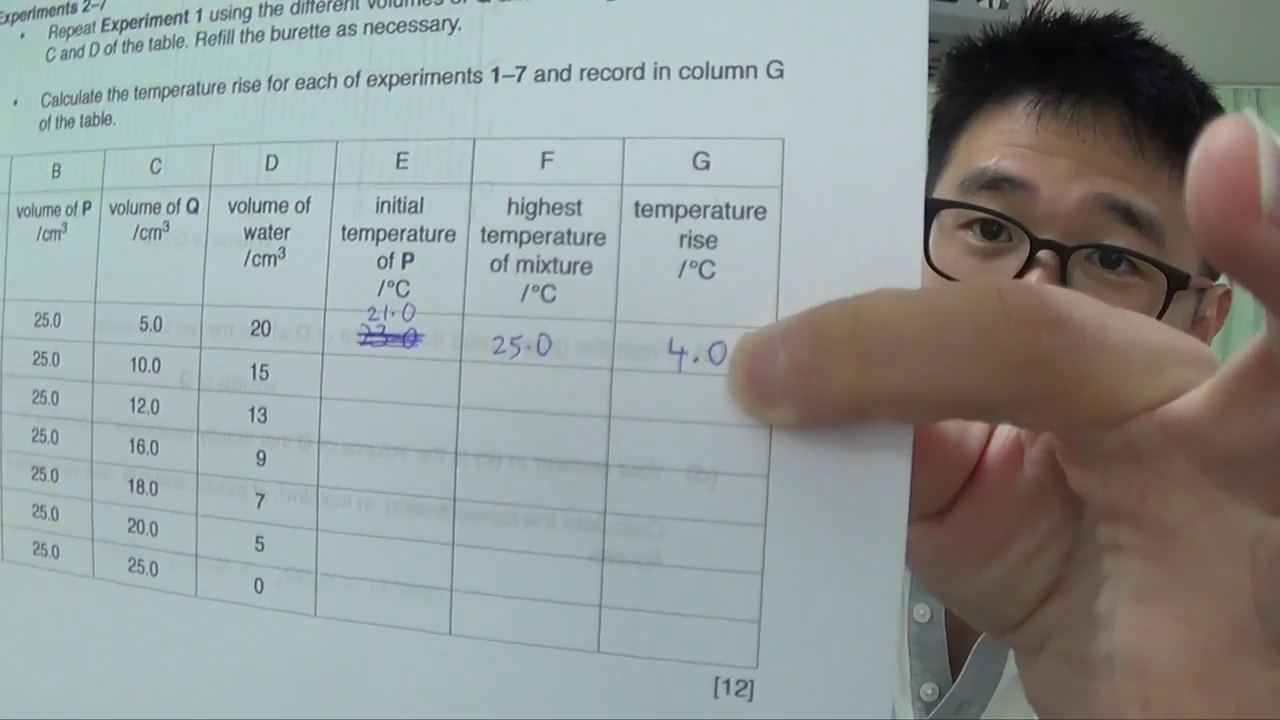 Experiments 2–7
Repeat Experiment 1 using the different volumes
C and D of the table. Refill the burette as necessary.
Calculate the temperature rise for each of experiments 1–7 and record in column G
of the table.
B C D E F G
volume of P /cm³ volume of Q /cm³ volume of water /cm³ initial temperature of P /°C highest temperature of mixture /°C temperature rise /°C
25.0 5.0 20 21.0 25.0 4.0
25.0 10.0 15
25.0 12.0 13
25.0 16.0 9
25.0 18.0 7
25.0 20.0 5
25.0 25.0 0
[12]